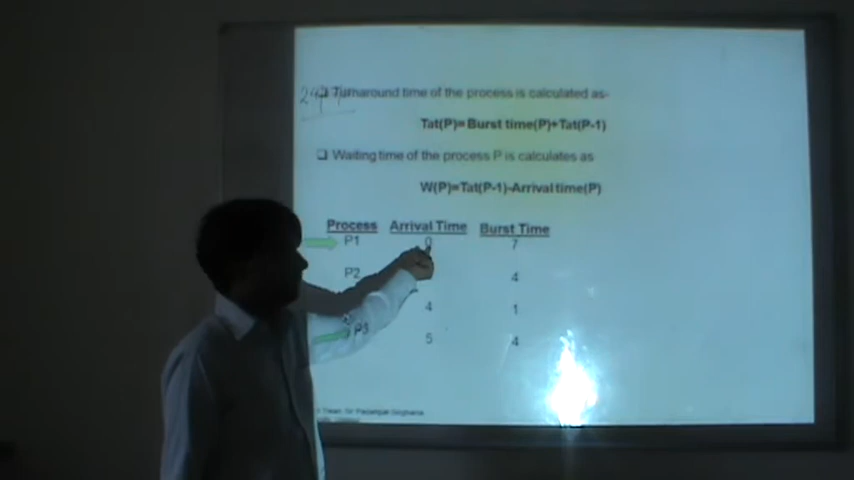 ❑ Turnaround time of the process is calculated as-
Tat(P)=Burst time(P)+Tat(P-1)
❑ Waiting time of the process P is calculates as
W(P)=Tat(P-1)-Arrival time(P)
Process Arrival Time Burst Time
P1 0 7
P2 4
4 1
5 4